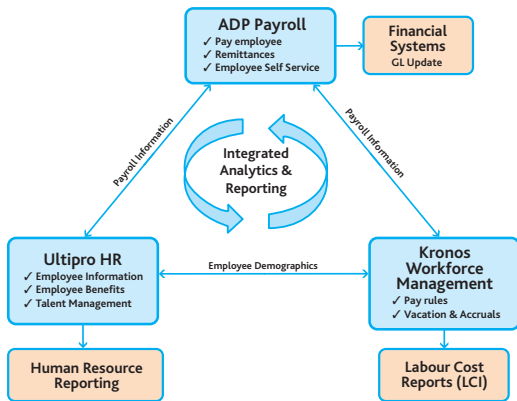 ADP Payroll
✓ Pay employee
✓ Remittances
✓ Employee Self Service
Financial
Systems
GL Update
Payroll Information
Payroll Information
Integrated
Analytics &
Reporting
Ultipro HR
✓ Employee Information
✓ Employee Benefits
✓ Talent Management
Employee Demographics
Kronos
Workforce
Management
✓ Pay rules
✓ Vacation & Accruals
Human Resource
Reporting
Labour Cost
Reports (LCI)